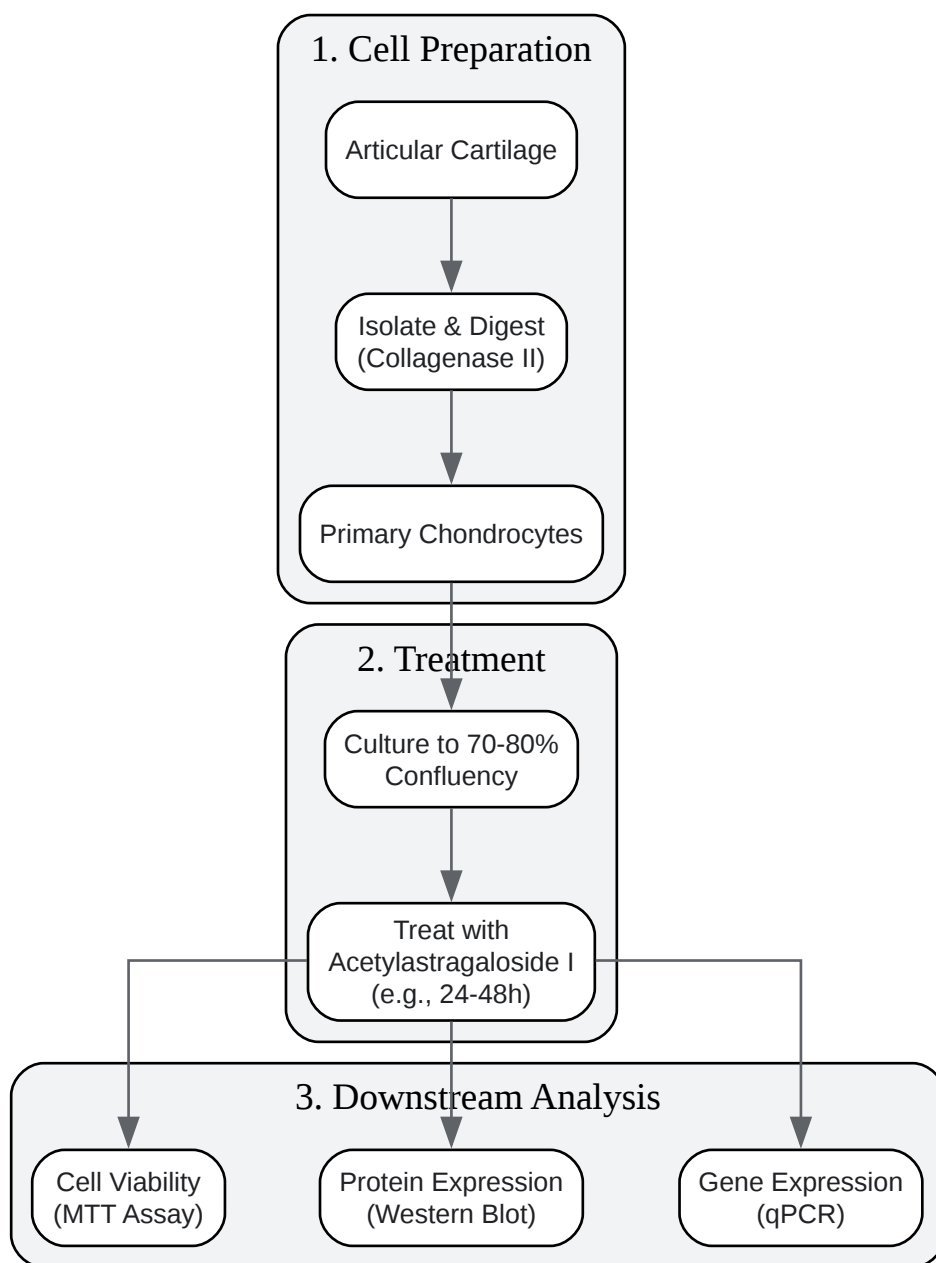 1. Cell Preparation
Articular Cartilage
Isolate & Digest
(Collagenase II)
Primary Chondrocytes
2. Treatment
Culture to 70-80%
Confluency
Treat with
Acetylastragaloside I
(e.g., 24-48h)
3. Downstream Analysis
Cell Viability
(MTT Assay)
Protein Expression
(Western Blot)
Gene Expression
(qPCR)